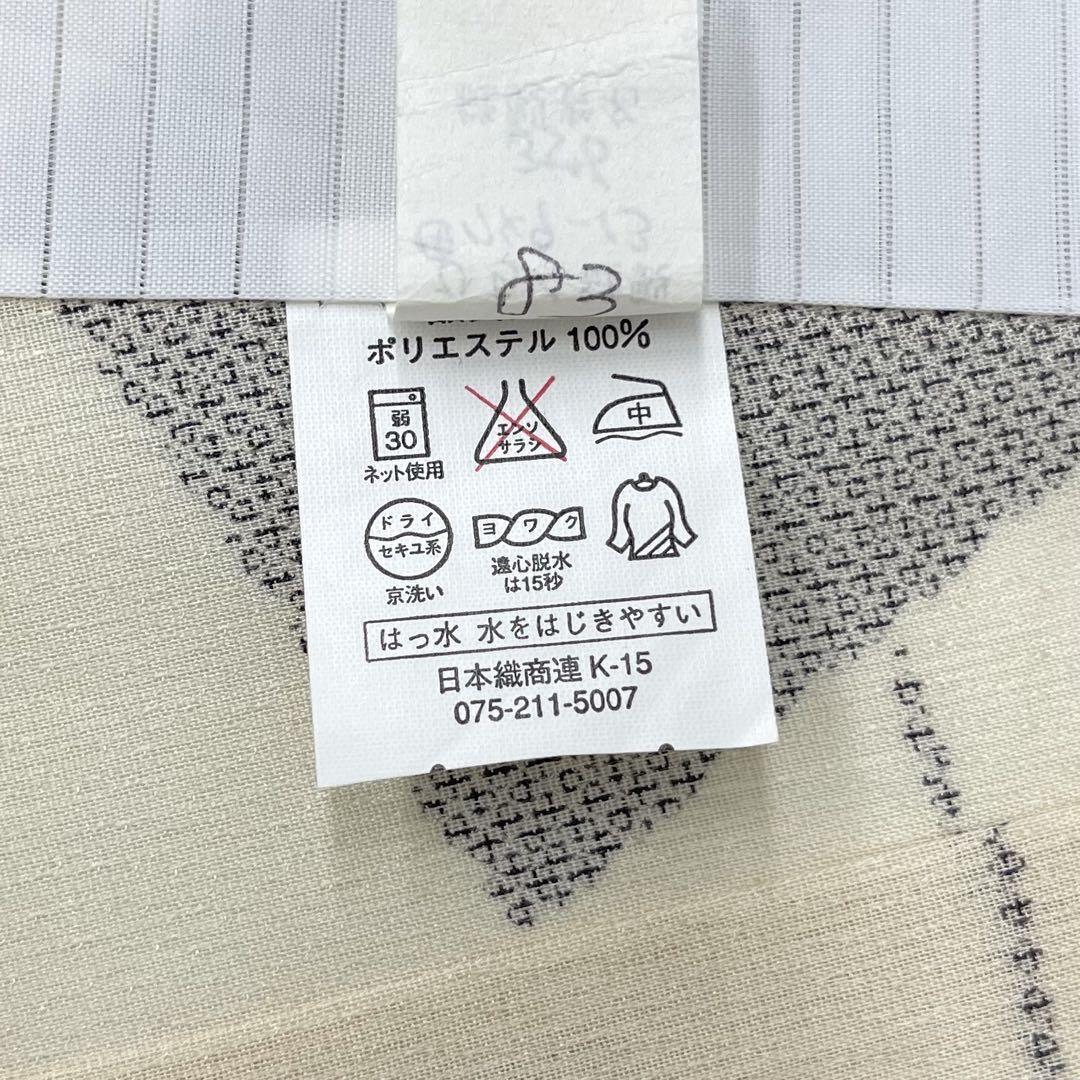 83
ポリエステル 100%
弱
30
ネット使用
エンソ
サラシ
中
ドライ
セキユ系
京洗い
ヨワク
遠心脱水
は15秒
はっ水 水をはじきやすい
日本織商連 K-15
075-211-5007